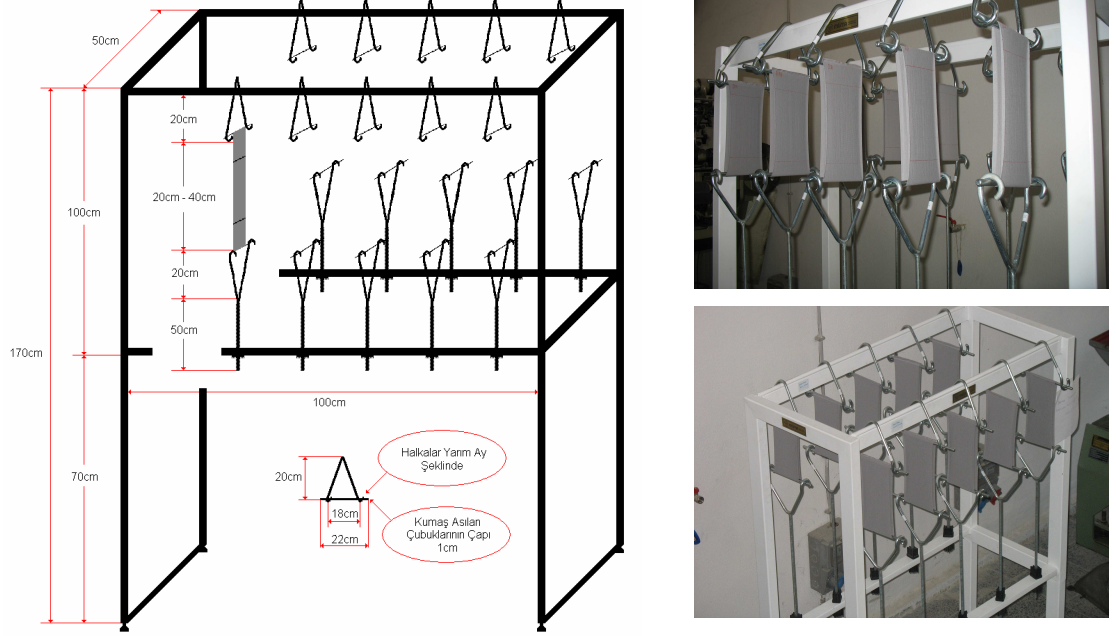 50cm
20cm
20cm - 40cm
100cm
20cm
50cm
170cm
100cm
70cm
20cm
18cm
22cm
Halkalar Yarım Ay
Şeklinde
Kumaş Asılan
Çubuklarının Çapı
1cm